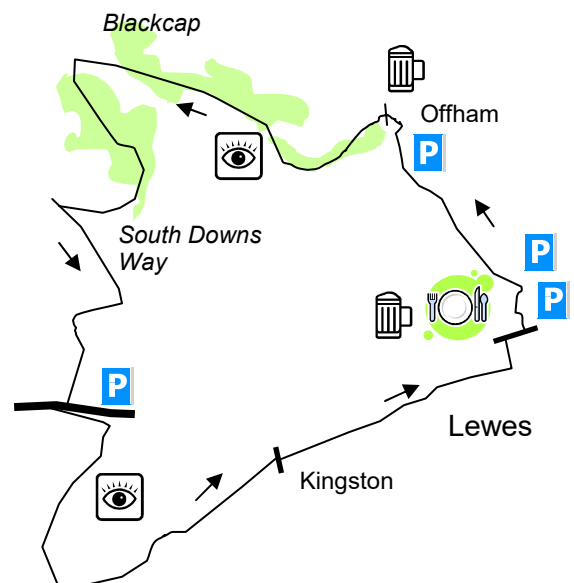 Blackcap
Offham
P
South Downs
Way
P
P
P
Lewes
Kingston